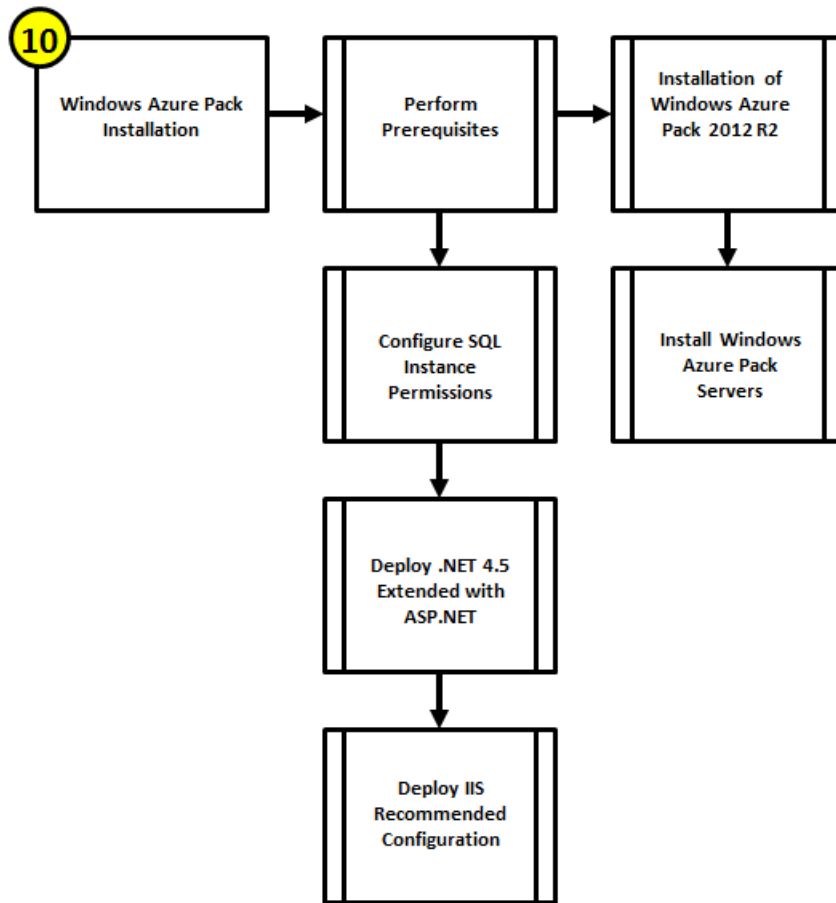 10
Windows Azure Pack
Installation
Perform
Prerequisites
Installation of
Windows Azure
Pack 2012 R2
Configure SQL
Instance
Permissions
Install Windows
Azure Pack
Servers
Deploy .NET 4.5
Extended with
ASP.NET
Deploy IIS
Recommended
Configuration